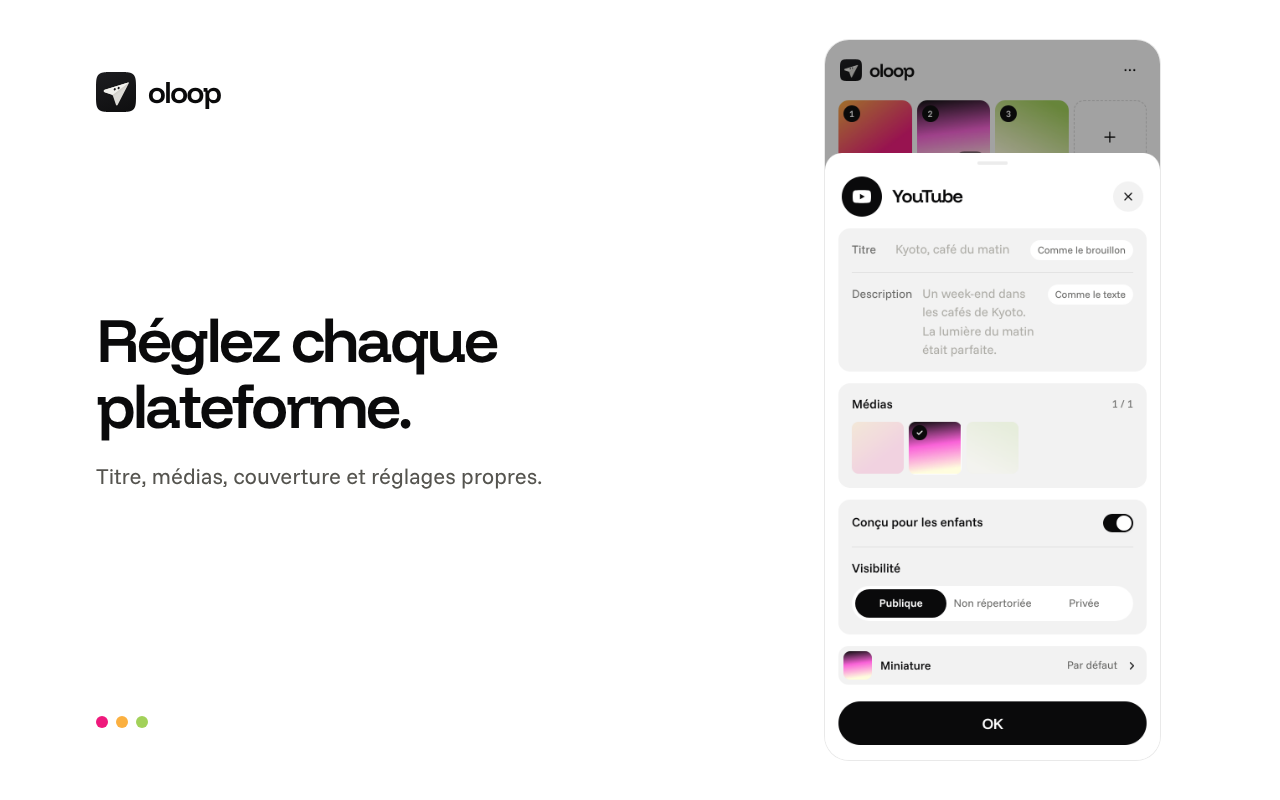 oloop
Réglez chaque
plateforme.
Titre, médias, couverture et réglages propres.
oloop
1
2
3
YouTube
Titre
Kyoto, café du matin
Comme le brouillon
Description
Un week-end dans
les cafés de Kyoto.
La lumière du matin
était parfaite.
Comme le texte
Médias
1 / 1
Conçu pour les enfants
Visibilité
Publique
Non répertoriée
Privée
Miniature
Par défaut
OK